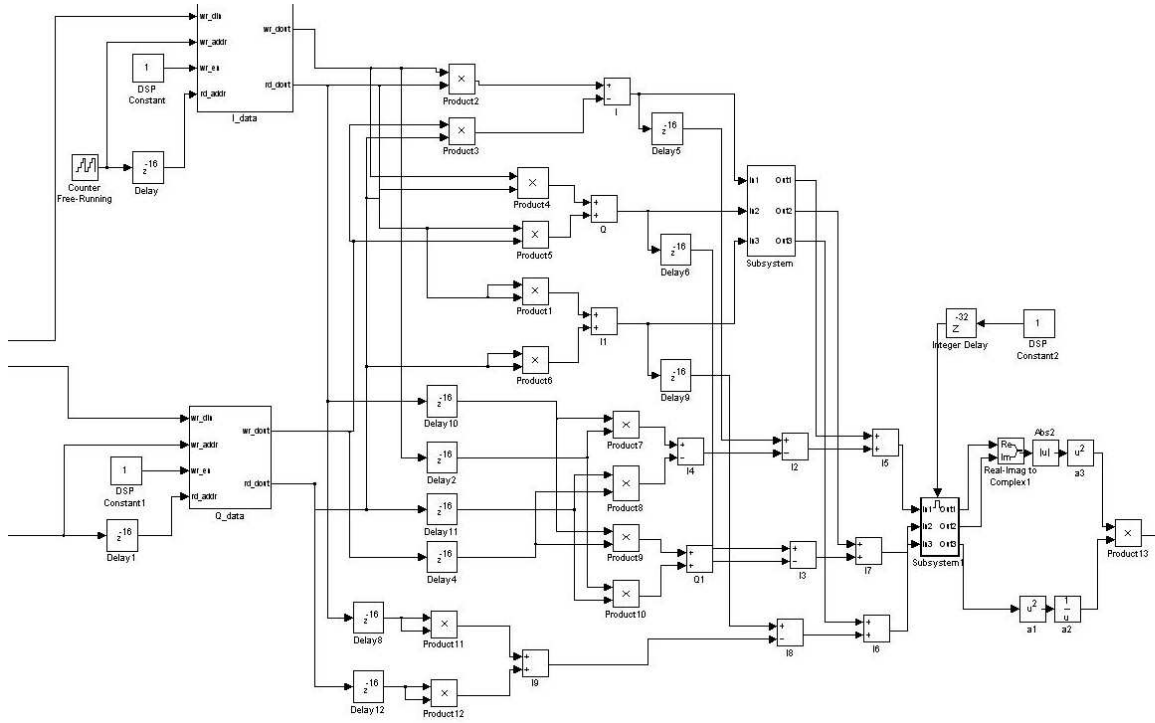 wr_din
wr_addr
wr_en
rd_addr
wr_dout
rd_dout
I_data
1
DSP
Constant
Counter
Free-Running
z-16
Delay
×
Product2
×
Product3
+
−
I
z-16
Delay5
×
Product4
×
Product5
+
+
Q
z-16
Delay6
×
Product1
×
Product6
+
+
I1
z-16
Delay9
In1
In2
In3
Out1
Out2
Out3
Subsystem
-32
Z
Integer Delay
1
DSP
Constant2
wr_din
wr_addr
wr_en
rd_addr
wr_dout
rd_dout
Q_data
1
DSP
Constant1
z-16
Delay1
z-16
Delay10
z-16
Delay2
z-16
Delay11
z-16
Delay4
×
Product7
×
Product8
×
Product9
×
Product10
+
−
I4
+
+
Q1
+
−
I2
+
−
I3
+
+
I5
+
+
I7
z-16
Delay8
z-16
Delay12
×
Product11
×
Product12
+
+
I9
+
−
I8
+
+
I6
In1
In2
In3
Out1
Out2
Out3
Subsystem1
Re
Im
Real-Imag to
Complex1
Abs2
|u|
u2
a3
u2
a1
1
u
a2
×
Product13